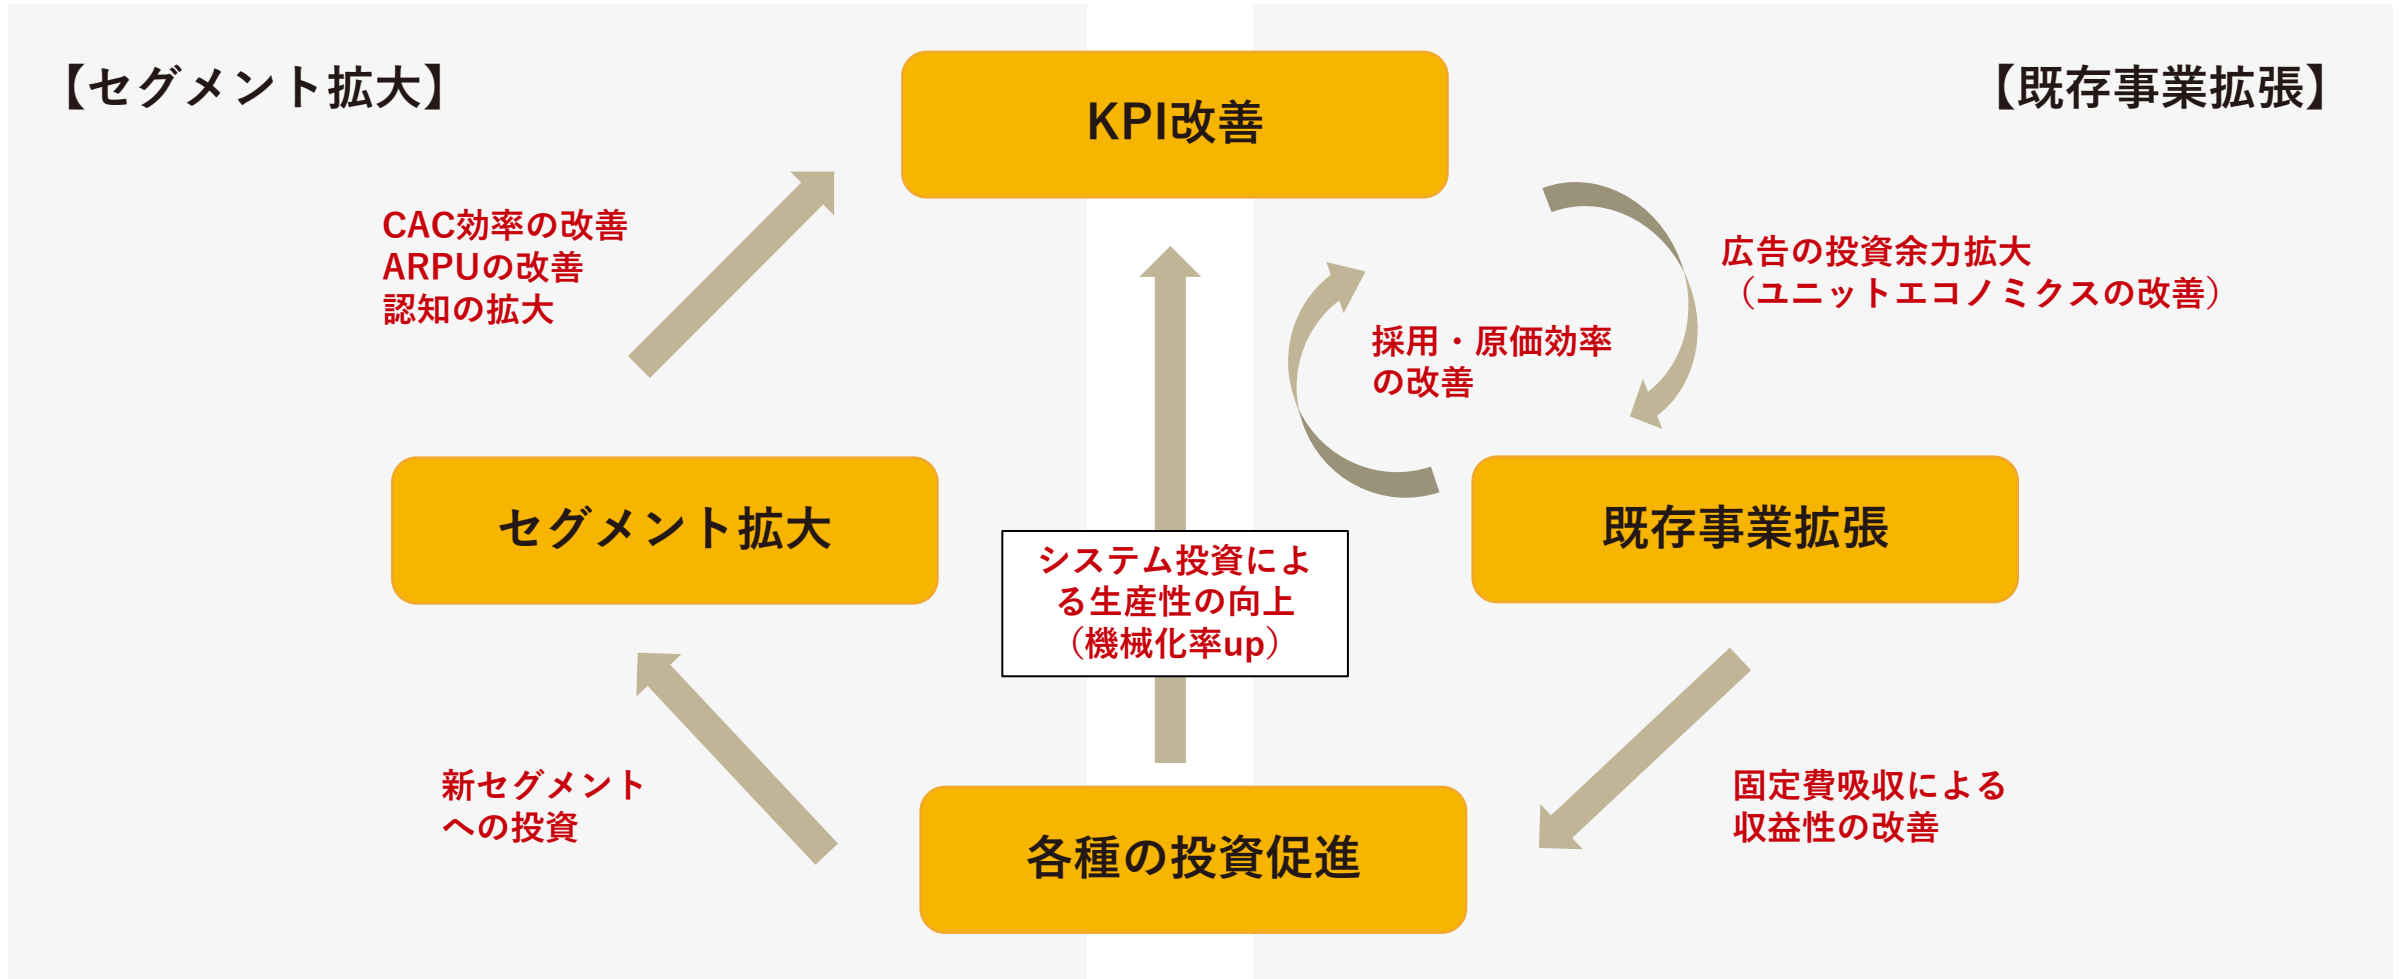 【セグメント拡大】
【既存事業拡張】
KPI改善
CAC効率の改善
ARPUの改善
認知の拡大
広告の投資余力拡大
（ユニットエコノミクスの改善）
採用・原価効率
の改善
セグメント拡大
既存事業拡張
システム投資によ
る生産性の向上
（機械化率up）
新セグメント
への投資
固定費吸収による
収益性の改善
各種の投資促進